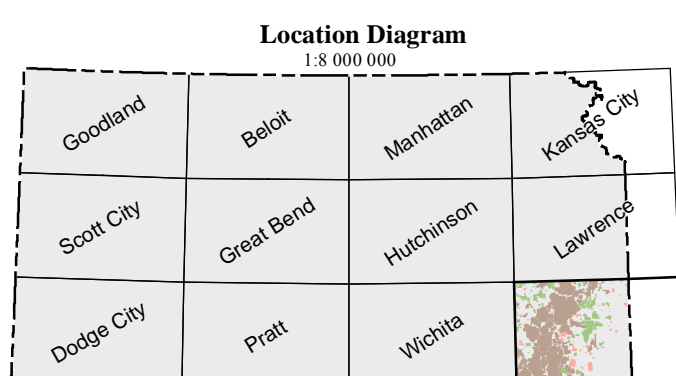 Location Diagram
1:8 000 000
Goodland
Beloit
Manhattan
Kansas City
Scott City
Great Bend
Hutchinson
Lawrence
Dodge City
Pratt
Wichita